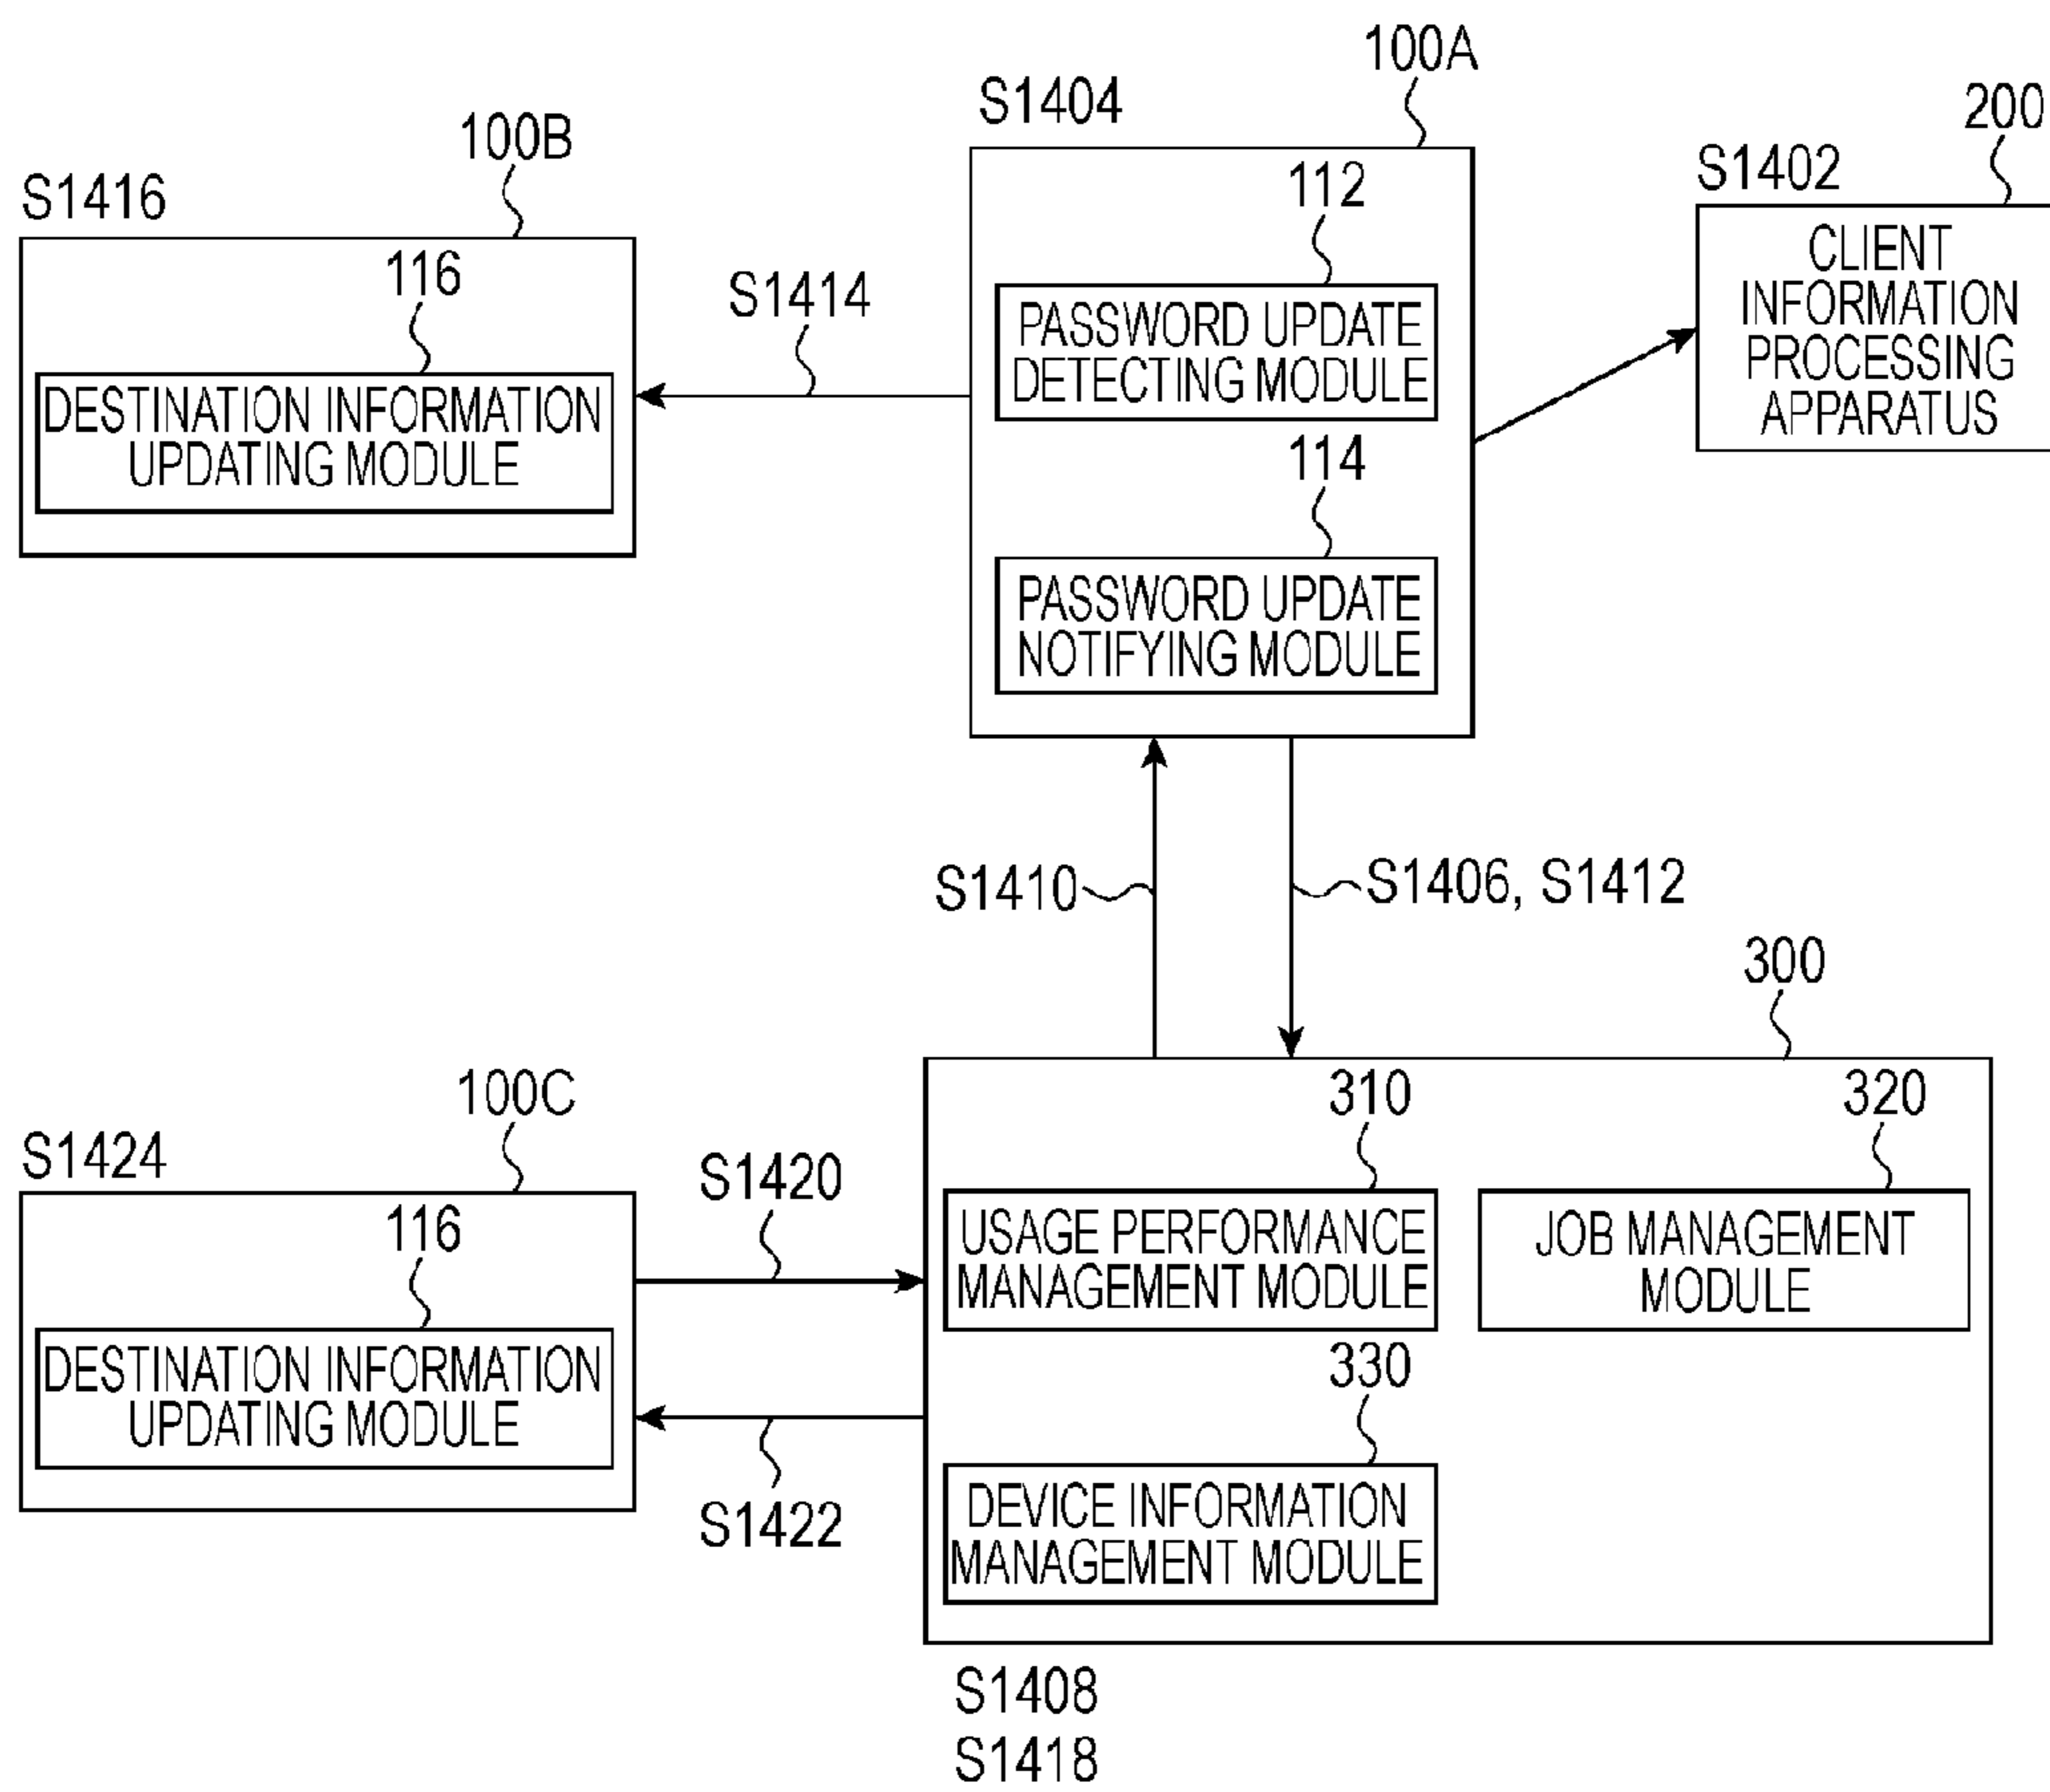 100A
S1404
200
100B
S1402
S1416
112
CLIENT
INFORMATION
PROCESSING
APPARATUS
116
S1414
PASSWORD UPDATE
DETECTING MODULE
DESTINATION INFORMATION
UPDATING MODULE
114
PASSWORD UPDATE
NOTIFYING MODULE
S1410
S1406, S1412
300
100C
310
320
S1424
S1420
116
USAGE PERFORMANCE
MANAGEMENT MODULE
JOB MANAGEMENT
MODULE
DESTINATION INFORMATION
UPDATING MODULE
330
S1422
DEVICE INFORMATION
MANAGEMENT MODULE
S1408
S1418